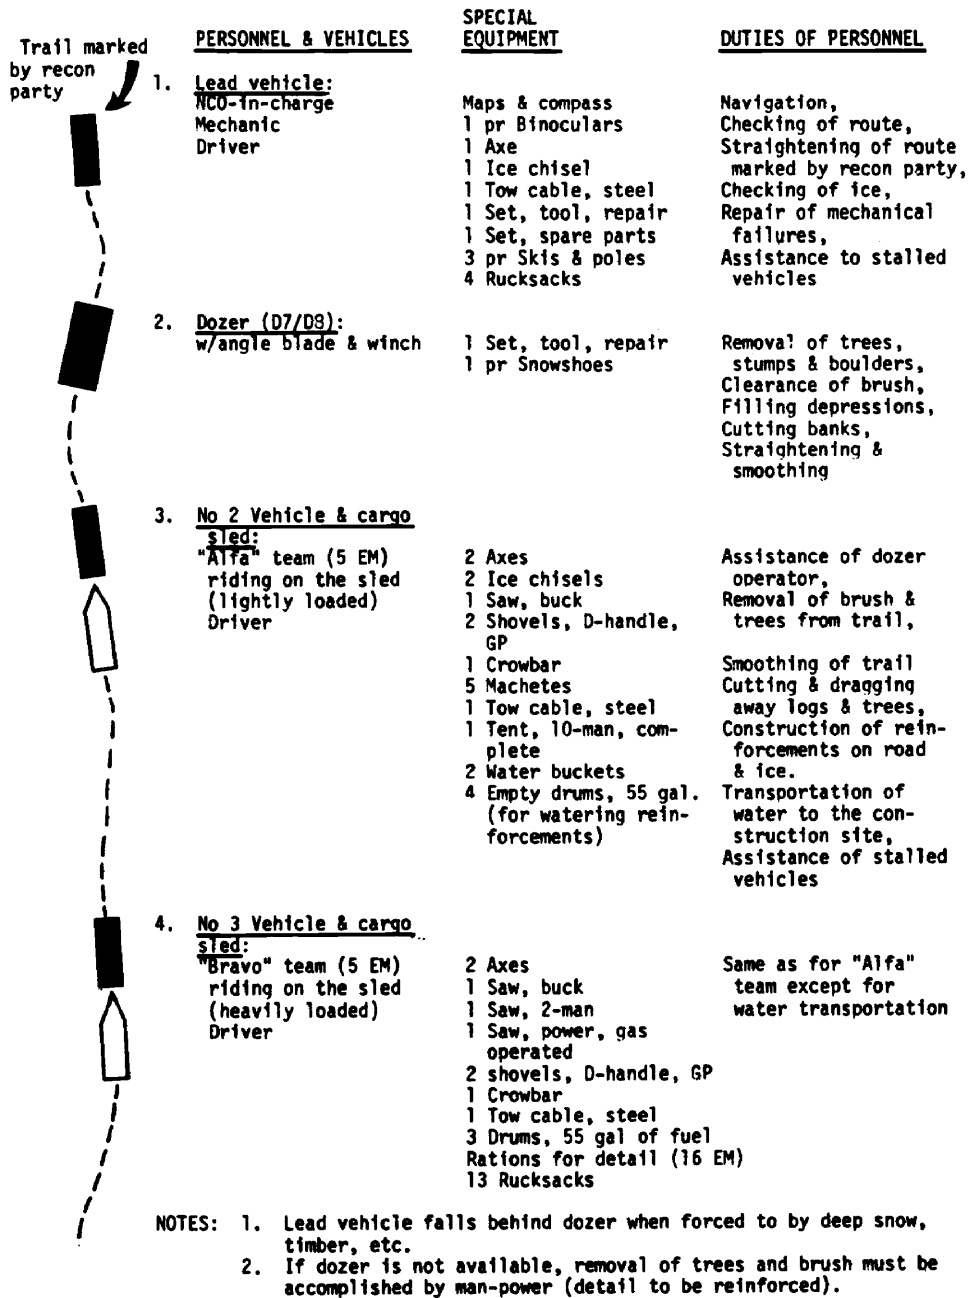 Trail marked
by recon
party
PERSONNEL & VEHICLES
SPECIAL
EQUIPMENT
DUTIES OF PERSONNEL
1. Lead vehicle:
NCO-in-charge
Mechanic
Driver
Maps & compass
1 pr Binoculars
1 Axe
1 Ice chisel
1 Tow cable, steel
1 Set, tool, repair
1 Set, spare parts
3 pr Skis & poles
4 Rucksacks
Navigation,
Checking of route,
Straightening of route
marked by recon party,
Checking of ice,
Repair of mechanical
failures,
Assistance to stalled
vehicles
2. Dozer (D7/D8):
w/angle blade & winch
1 Set, tool, repair
1 pr Snowshoes
Removal of trees,
stumps & boulders,
Clearance of brush,
Filling depressions,
Cutting banks,
Straightening &
smoothing
3. No 2 Vehicle & cargo
sled:
"Alfa" team (5 EM)
riding on the sled
(lightly loaded)
Driver
2 Axes
2 Ice chisels
1 Saw, buck
2 Shovels, D-handle,
GP
1 Crowbar
5 Machetes
1 Tow cable, steel
1 Tent, 10-man, com-
plete
2 Water buckets
4 Empty drums, 55 gal.
(for watering rein-
forcements)
Assistance of dozer
operator,
Removal of brush &
trees from trail,
Smoothing of trail
Cutting & dragging
away logs & trees,
Construction of rein-
forcements on road
& ice.
Transportation of
water to the con-
struction site,
Assistance of stalled
vehicles
4. No 3 Vehicle & cargo
sled:
"Bravo" team (5 EM)
riding on the sled
(heavily loaded)
Driver
2 Axes
1 Saw, buck
1 Saw, 2-man
1 Saw, power, gas
operated
2 shovels, D-handle, GP
1 Crowbar
1 Tow cable, steel
3 Drums, 55 gal of fuel
Rations for detail (16 EM)
13 Rucksacks
Same as for "Alfa"
team except for
water transportation
NOTES: 1. Lead vehicle falls behind dozer when forced to by deep snow,
timber, etc.
2. If dozer is not available, removal of trees and brush must be
accomplished by man-power (detail to be reinforced).